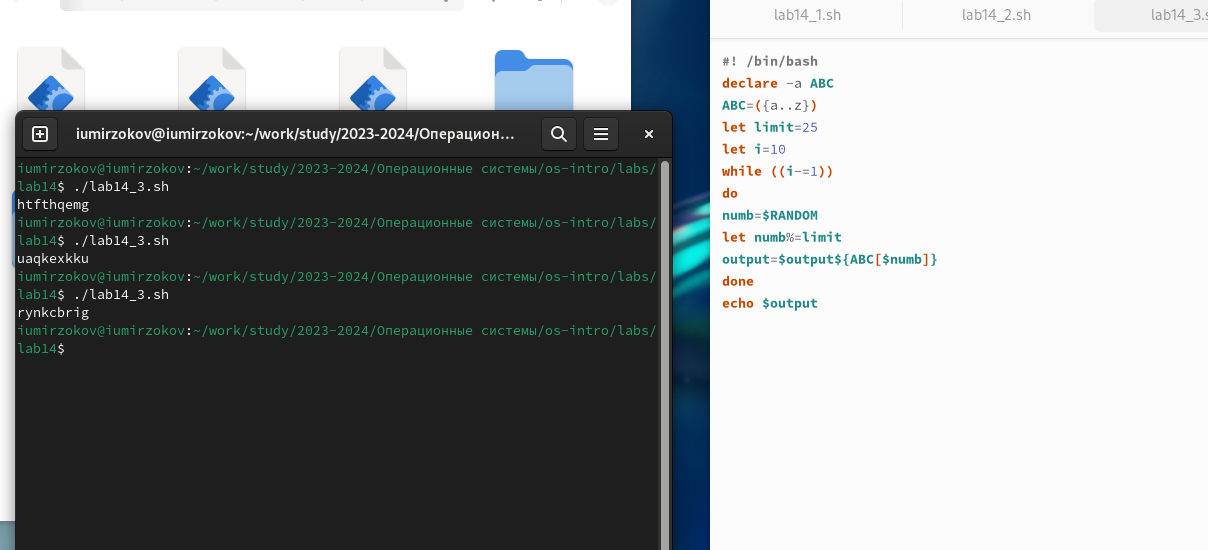 lab14_1.sh
lab14_2.sh
lab14_3.s
#! /bin/bash
declare -a ABC
ABC=({a..z})
let limit=25
let i=10
while ((i-=1))
do
numb=$RANDOM
let numb%=limit
output=$output${ABC[$numb]}
done
echo $output
iumirzokov@iumirzokov:~/work/study/2023-2024/Операцион...
iumirzokov@iumirzokov:~/work/study/2023-2024/Операционные системы/os-intro/labs/
lab14$ ./lab14_3.sh
htfthqemg
iumirzokov@iumirzokov:~/work/study/2023-2024/Операционные системы/os-intro/labs/
lab14$ ./lab14_3.sh
uaqkexkku
iumirzokov@iumirzokov:~/work/study/2023-2024/Операционные системы/os-intro/labs/
lab14$ ./lab14_3.sh
rynkcbrig
iumirzokov@iumirzokov:~/work/study/2023-2024/Операционные системы/os-intro/labs/
lab14$